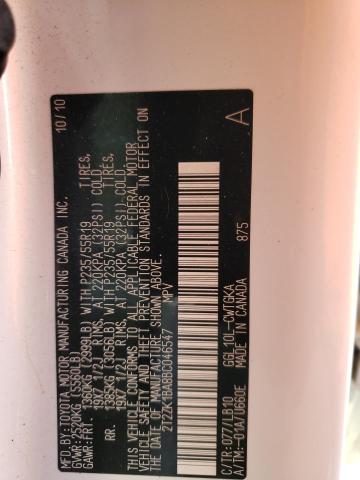 MFD.BY:TOYOTA MOTOR MANUFACTURING CANADA INC. 10/10
GVWR:2520KG (5560LB)
GAWR:FRT. 1360KG (2999LB) WITH P235/55R19 TIRES,
19X7 1/2J RIMS, AT 220KPA (32PSI) COLD
RR. 1385KG (3056LB) WITH P235/55R19 TIRES,
19X7 1/2J RIMS, AT 220KPA (32PSI) COLD
THIS VEHICLE CONFORMS TO ALL APPLICABLE FEDERAL MOTOR
VEHICLE SAFETY AND THEFT PREVENTION STANDARDS IN EFFECT ON
THE DATE OF MANUFACTURE SHOWN ABOVE.
2T2ZK1BA8BC046547 MPV
A
875
C/TR:077/LB10 GGL10L-CWTGKA
A/TM:-01A/U660E MADE IN CANADA